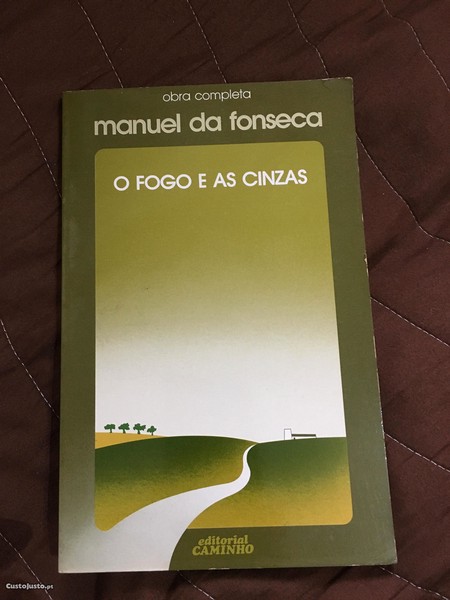 obra completa
manuel da fonseca
O FOGO E AS CINZAS
editorial
CAMINHO
CustoJusto.pt